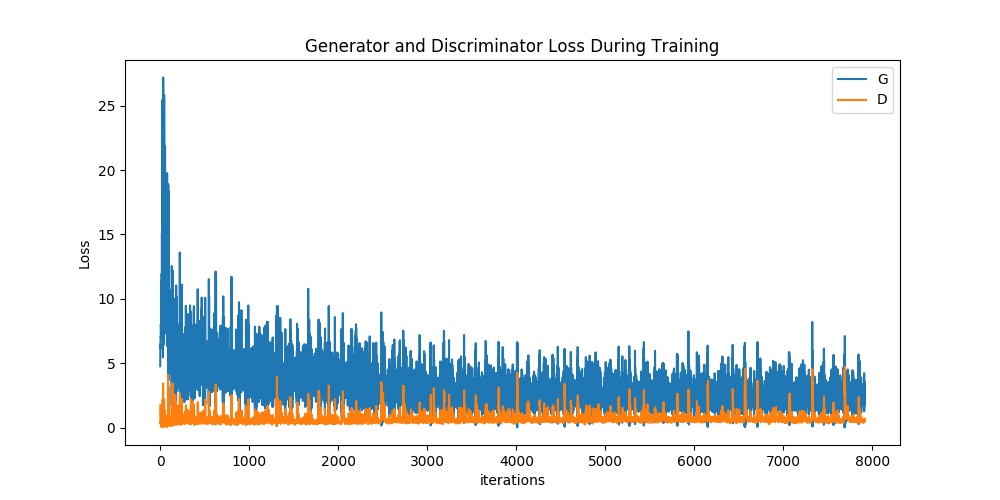 Generator and Discriminator Loss During Training
G
D
Loss
25
20
15
10
5
0
0 1000 2000 3000 4000 5000 6000 7000 8000
iterations